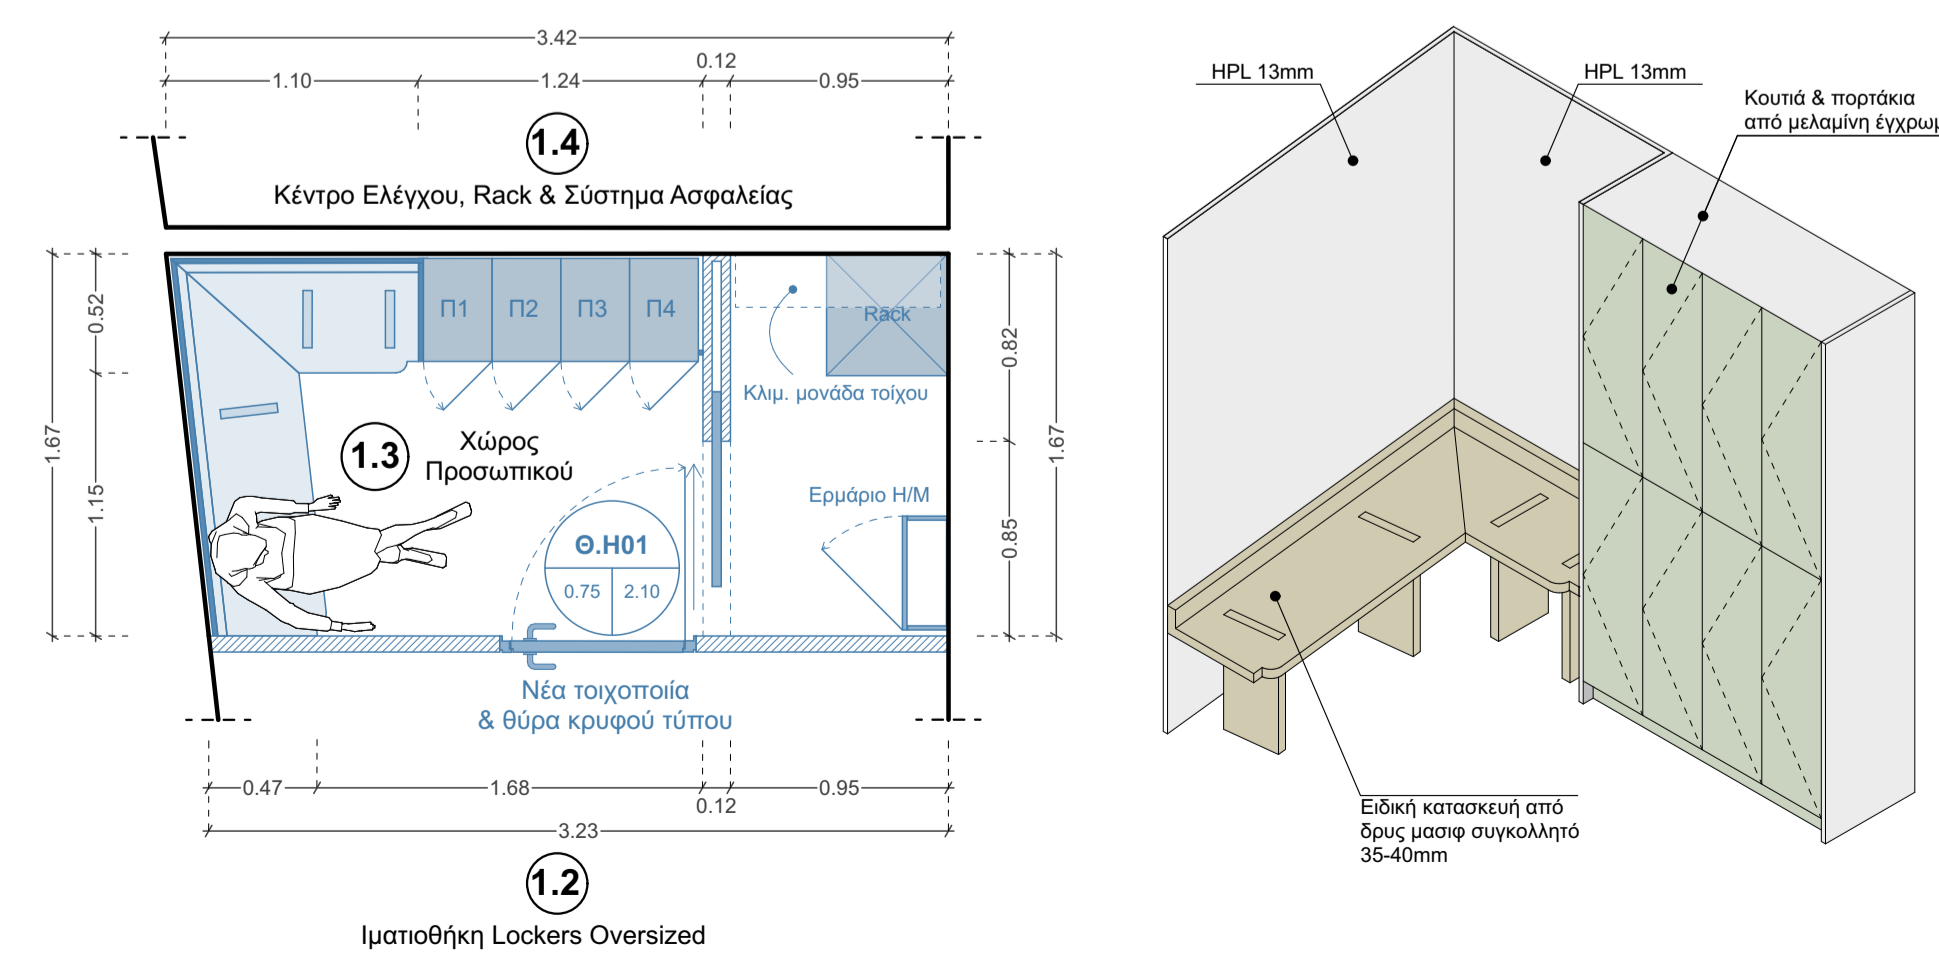 3.42
0.12
1.10
1.24
0.95
1.4
Κέντρο Ελέγχου, Rack & Σύστημα Ασφαλείας
0.52
1.67
1.15
Π1
Π2
Π3
Π4
Rack
Κλιμ. μονάδα τοίχου
0.82
1.67
0.85
1.3
Χώρος
Προσωπικού
Ερμάριο Η/Μ
Θ.Η01
0.75
2.10
Νέα τοιχοποιία
& θύρα κρυφού τύπου
0.47
1.68
0.12
0.95
3.23
1.2
Ιματιοθήκη Lockers Oversized
HPL 13mm
HPL 13mm
Κουτιά & πορτάκια
από μελαμίνη έγχρωμ
Ειδική κατασκευή από
δρυς μασιφ συγκολλητό
35-40mm